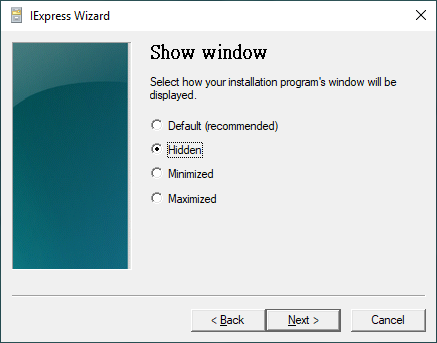 IExpress Wizard
Show window
Select how your installation program's window will be
displayed.
Default (recommended)
Hidden
Minimized
Maximized
< Back
Next >
Cancel